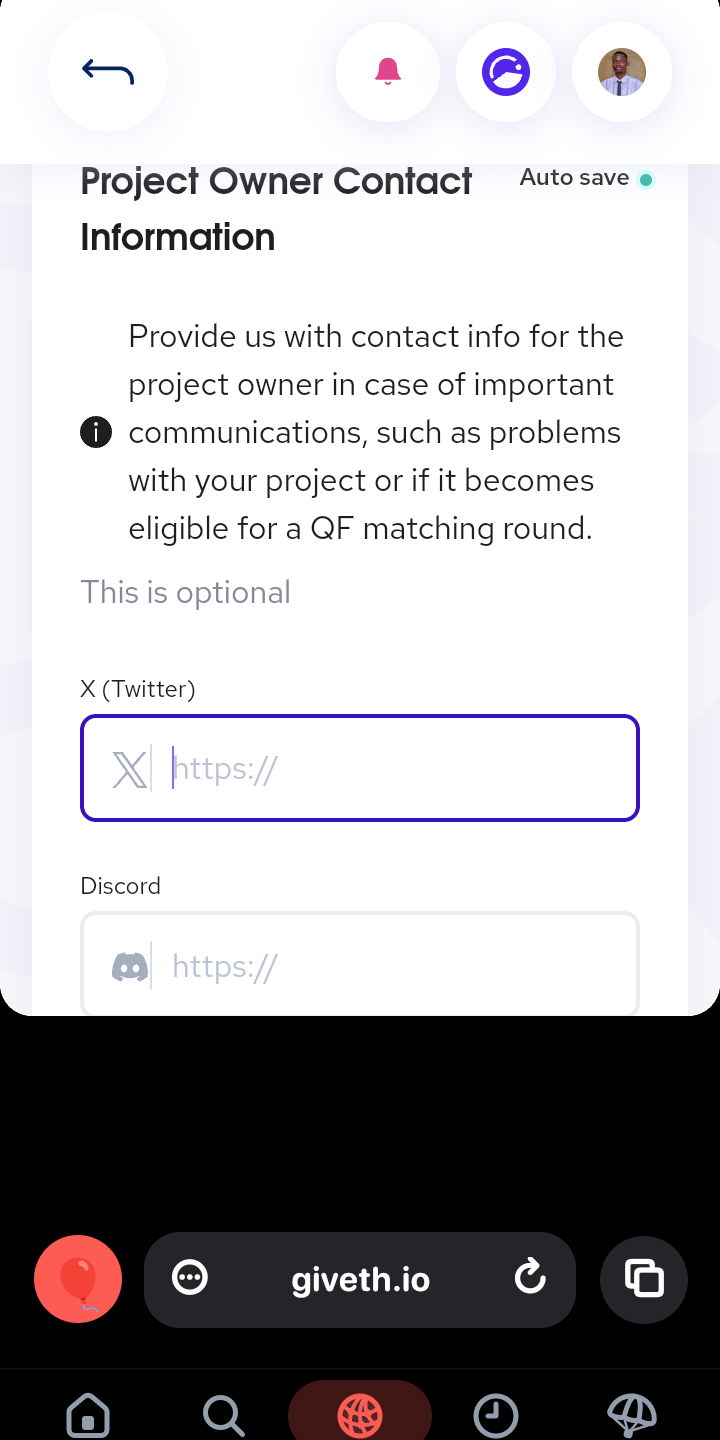 Project Owner Contact
Information
Auto save
Provide us with contact info for the
project owner in case of important
communications, such as problems
with your project or if it becomes
eligible for a QF matching round.
This is optional
X (Twitter)
https://
Discord
https://
giveth.io